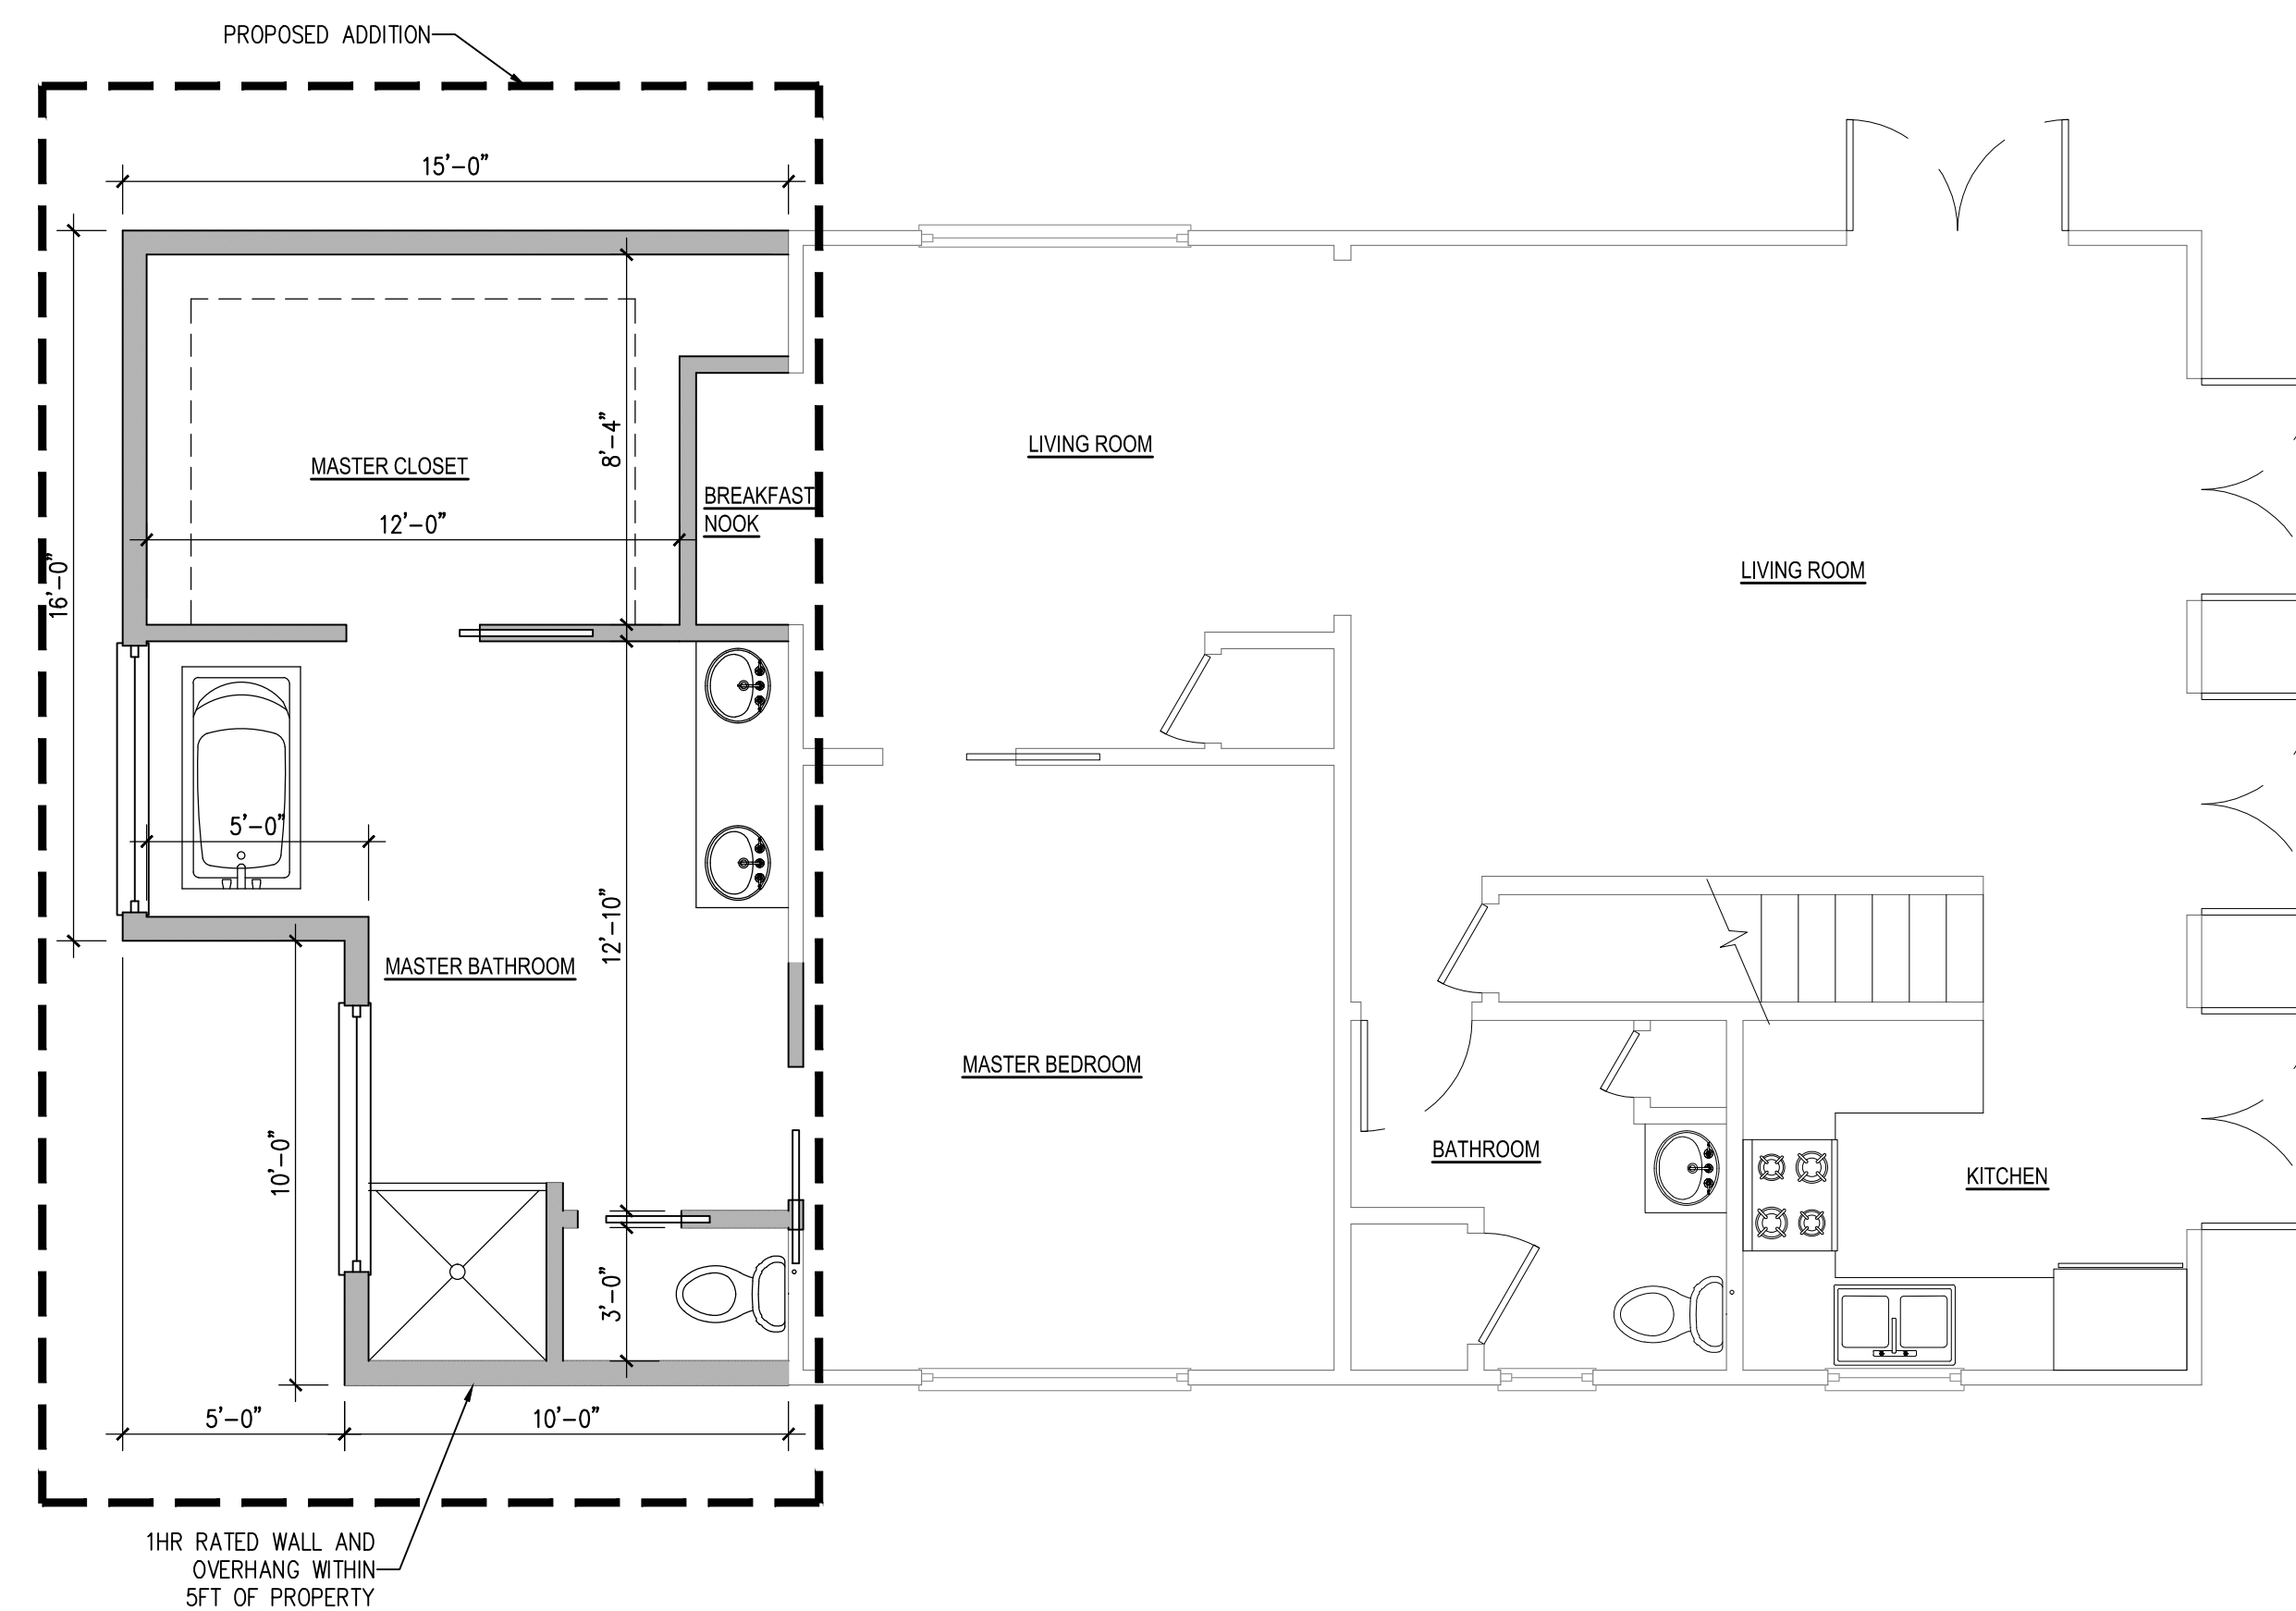 PROPOSED ADDITION
15'-0"
8'-4"
LIVING ROOM
MASTER CLOSET
BREAKFAST
NOOK
12'-0"
16'-0"
LIVING ROOM
5'-0"
12'-10"
MASTER BATHROOM
MASTER BEDROOM
10'-0"
BATHROOM
KITCHEN
3'-0"
5'-0"
10'-0"
1HR RATED WALL AND
OVERHANG WITHIN
5FT OF PROPERTY